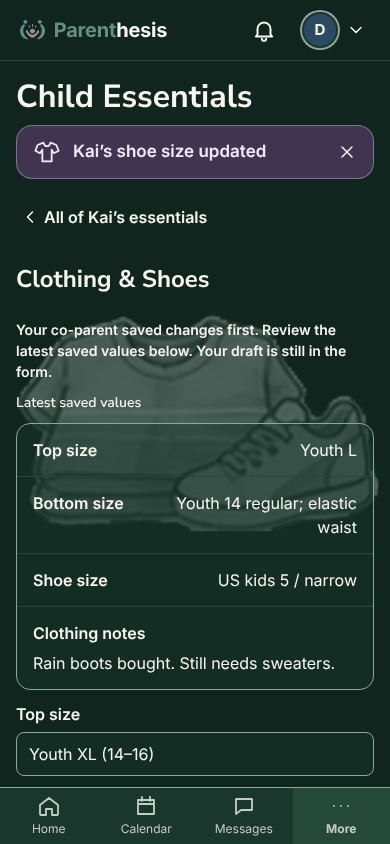 Parenthesis
D
Child Essentials
Kai’s shoe size updated
All of Kai’s essentials
Clothing & Shoes
Your co-parent saved changes first. Review the
latest saved values below. Your draft is still in the
form.
Latest saved values
Top size Youth L
Bottom size Youth 14 regular; elastic
waist
Shoe size US kids 5 / narrow
Clothing notes
Rain boots bought. Still needs sweaters.
Top size
Youth XL (14–16)
Home Calendar Messages More